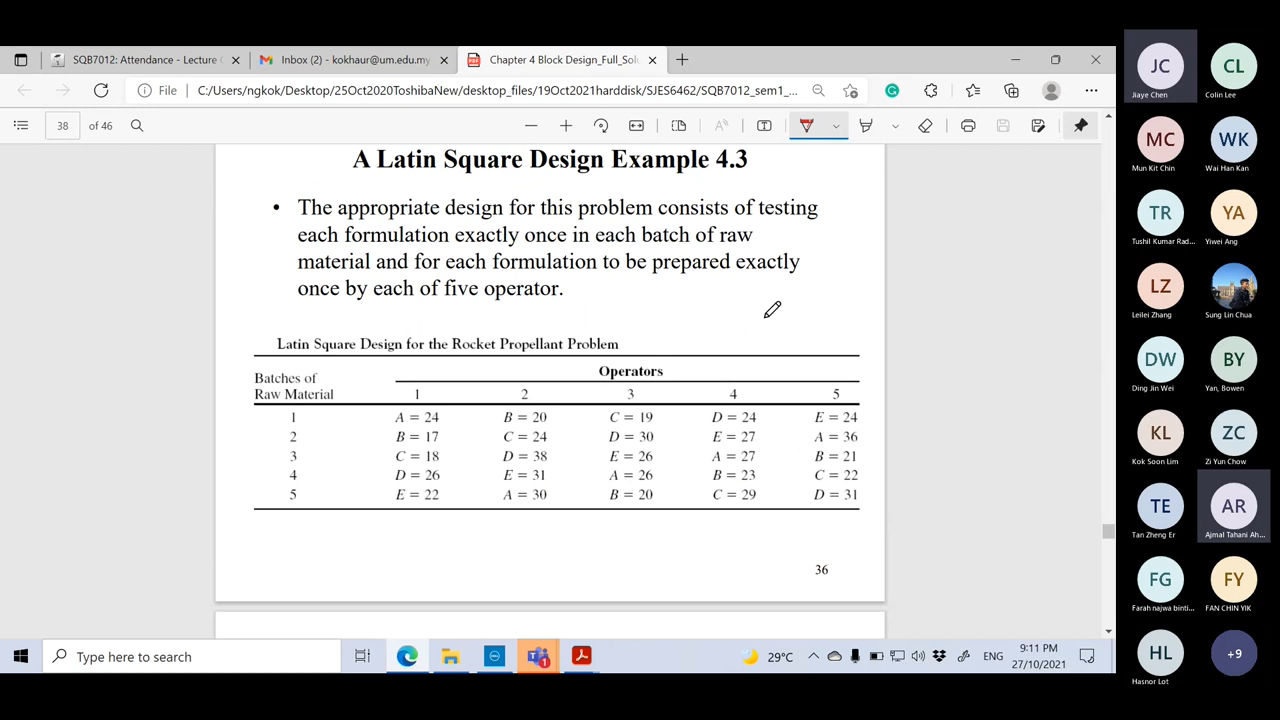 SQB7012: Attendance - Lecture
Inbox (2) - kokhaur@um.edu.my
Chapter 4 Block Design_Full_Solu
File
C:/Users/ngkok/Desktop/25Oct2020ToshibaNew/desktop_files/19Oct2021harddisk/SJES6462/SQB7012_sem1_...
38 of 46
A Latin Square Design Example 4.3
• The appropriate design for this problem consists of testing
each formulation exactly once in each batch of raw
material and for each formulation to be prepared exactly
once by each of five operator.
Latin Square Design for the Rocket Propellant Problem
Operators
Batches of
Raw Material 1 2 3 4 5
1 A = 24 B = 20 C = 19 D = 24 E = 24
2 B = 17 C = 24 D = 30 E = 27 A = 36
3 C = 18 D = 38 E = 26 A = 27 B = 21
4 D = 26 E = 31 A = 26 B = 23 C = 22
5 E = 22 A = 30 B = 20 C = 29 D = 31
36
Type here to search
29°C
ENG
9:11 PM
27/10/2021
JC
Jiaye Chen
CL
Colin Lee
MC
Mun Kit Chin
WK
Wai Han Kan
TR
Tushil Kumar Rad...
YA
Yiwei Ang
LZ
Leilei Zhang
Sung Lin Chua
DW
Ding Jin Wei
BY
Yan, Bowen
KL
Kok Soon Lim
ZC
Zi Yun Chow
TE
Tan Zheng Er
AR
Ajmal Tahani Ah...
FG
Farah najwa binti...
FY
FAN CHIN YIK
HL
Hasnor Lot
+9